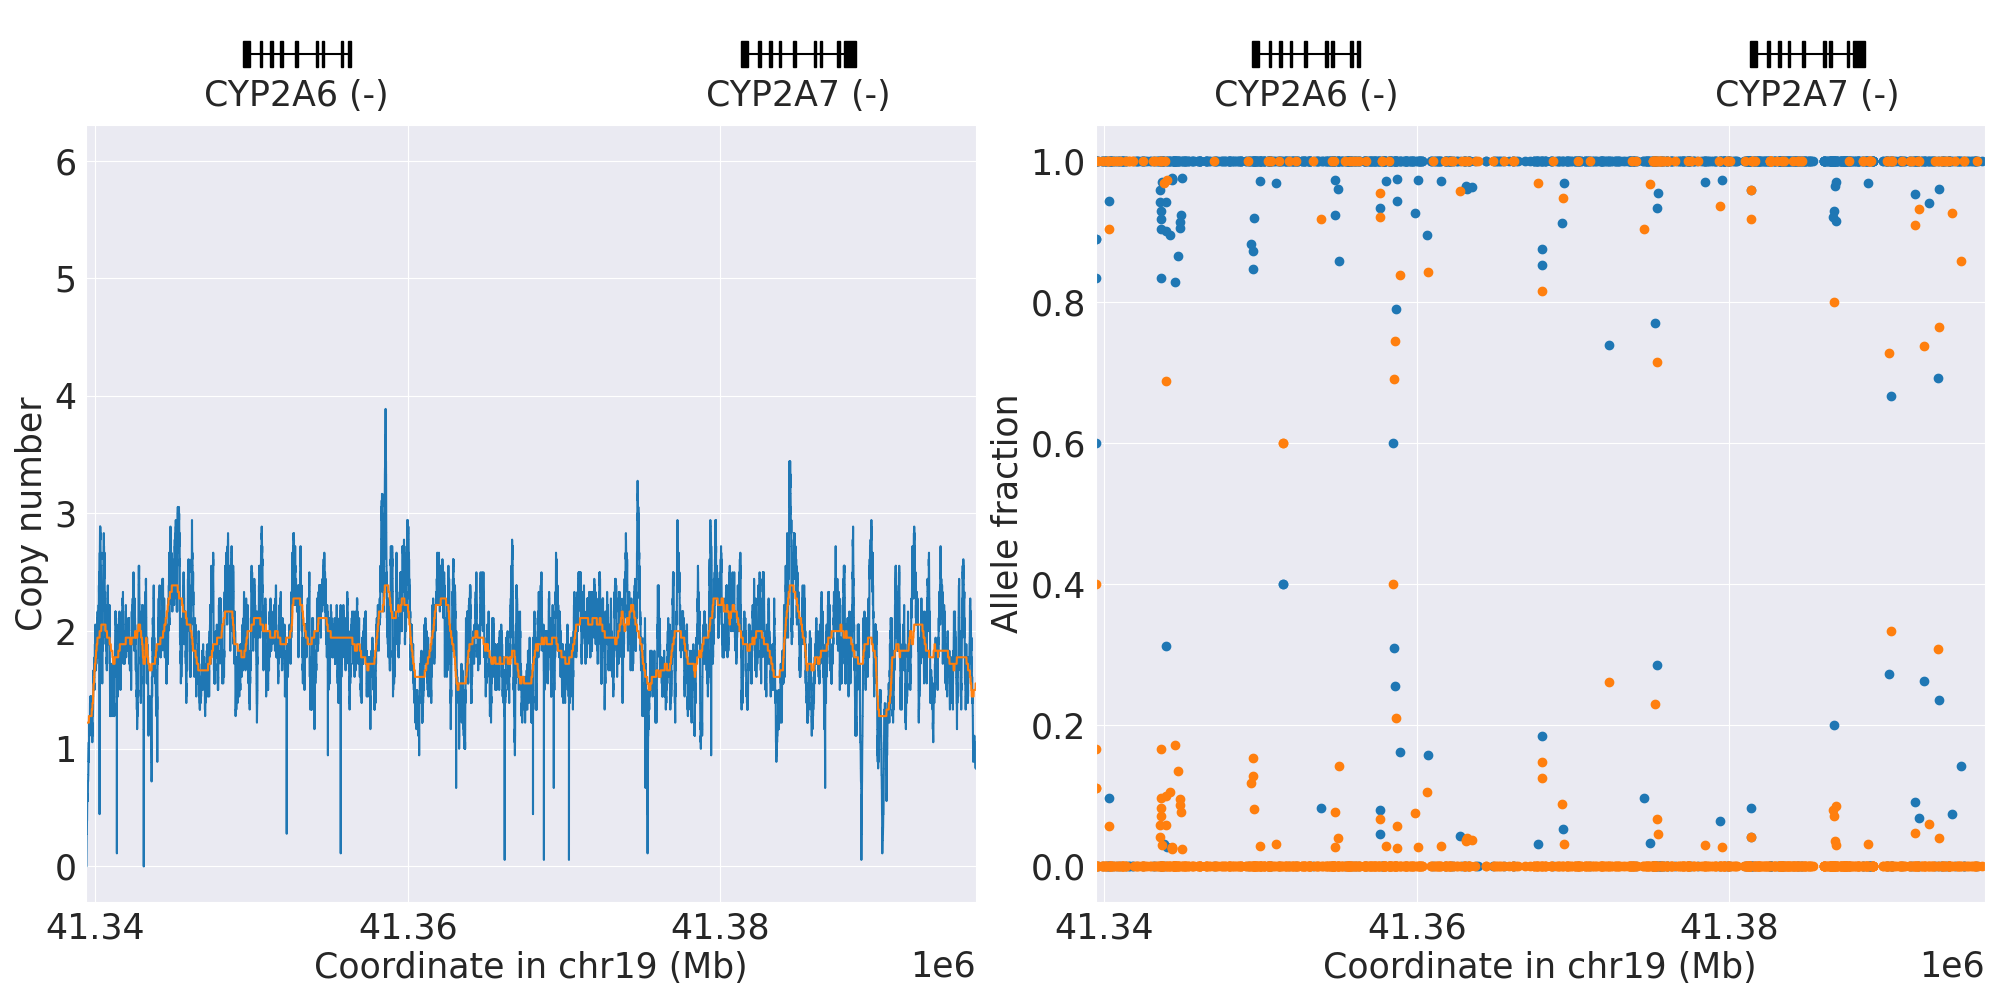 CYP2A6 (-) CYP2A7 (-)
CYP2A6 (-) CYP2A7 (-)
Copy number
6
5
4
3
2
1
0
41.34 41.36 41.38
Coordinate in chr19 (Mb) 1e6
Allele fraction
1.0
0.8
0.6
0.4
0.2
0.0
41.34 41.36 41.38
Coordinate in chr19 (Mb) 1e6